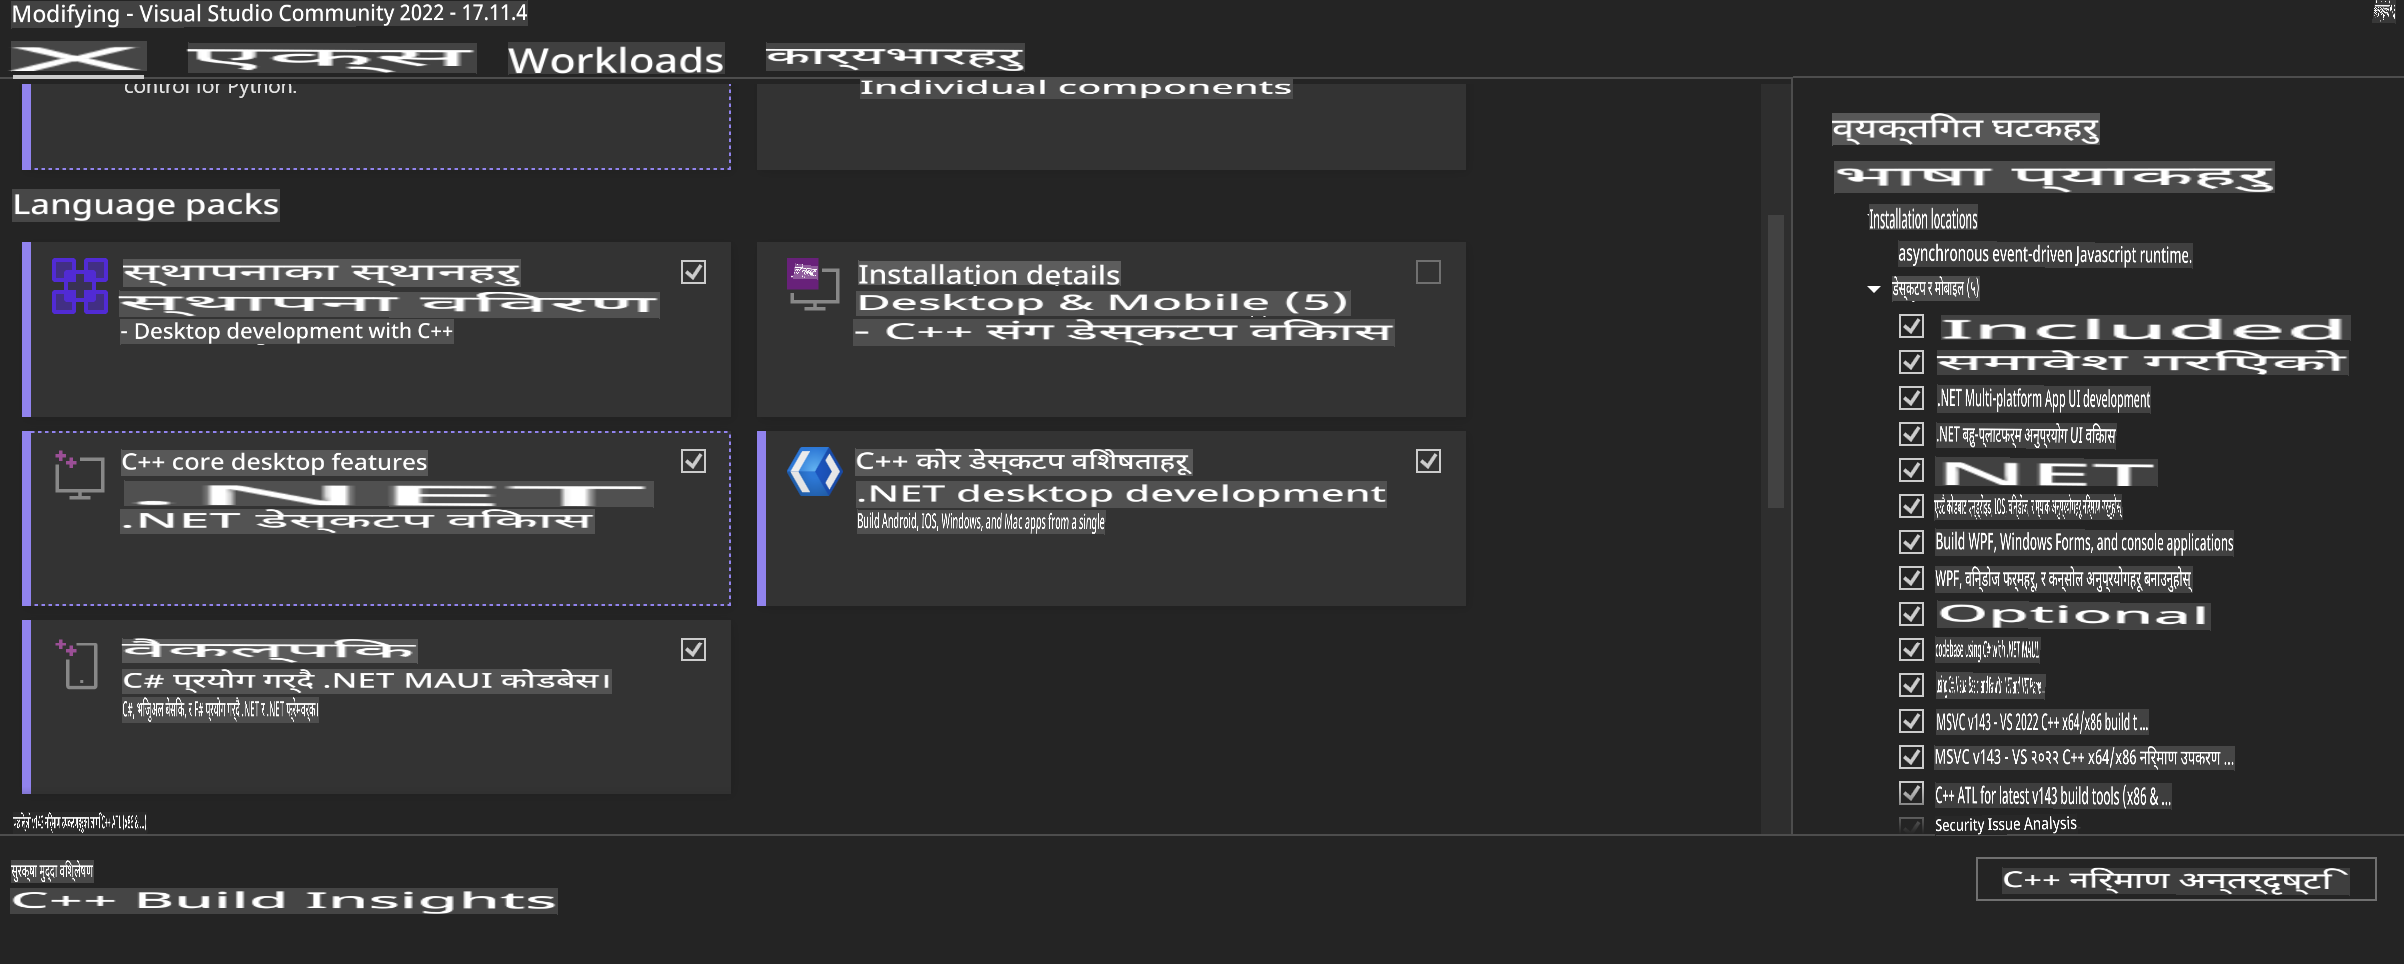 Modifying - Visual Studio Community 2022 - 17.11.4
X एक्स Workloads कार्यभारहरु
control for Python.
Individual components
Language packs
स्थापनाका स्थानहरु
स्थापना विवरण
- Desktop development with C++
Installation details
Desktop & Mobile (5)
- C++ संग डेस्कटप विकास
C++ core desktop features
.NET
.NET डेस्कटप विकास
C++ कोर डेस्कटप विशेषताहरू
.NET desktop development
Build Android, IOS, Windows, and Mac apps from a single
वैकल्पिक
C# प्रयोग गर्दै .NET MAUI कोडबेस।
C#, भिजुअल बेसिक, र F# प्रयोग गर्दै .NET र .NET फ्रेमवर्क।
सुरक्षा मुद्दा विश्लेषण
C++ Build Insights
व्यक्तिगत घटकहरु
भाषा प्याकहरु
Installation locations
asynchronous event-driven Javascript runtime.
डेस्कटप र मोबाइल (५)
Included
समावेश गरिएको
.NET Multi-platform App UI development
.NET बहु-प्लाटफर्म अनुप्रयोग UI विकास
NET
Build WPF, Windows Forms, and console applications
WPF, विन्डोज फर्महरू, र कन्सोल अनुप्रयोगहरू बनाउनुहोस्
Optional
codebase using C# with .NET MAUI.
MSVC v143 - VS 2022 C++ x64/x86 build t ...
MSVC v143 - VS २०२२ C++ x64/x86 निर्माण उपकरण ...
C++ ATL for latest v143 build tools (x86 & ...
Security Issue Analysis
C++ निर्माण अन्तर्दृष्टि